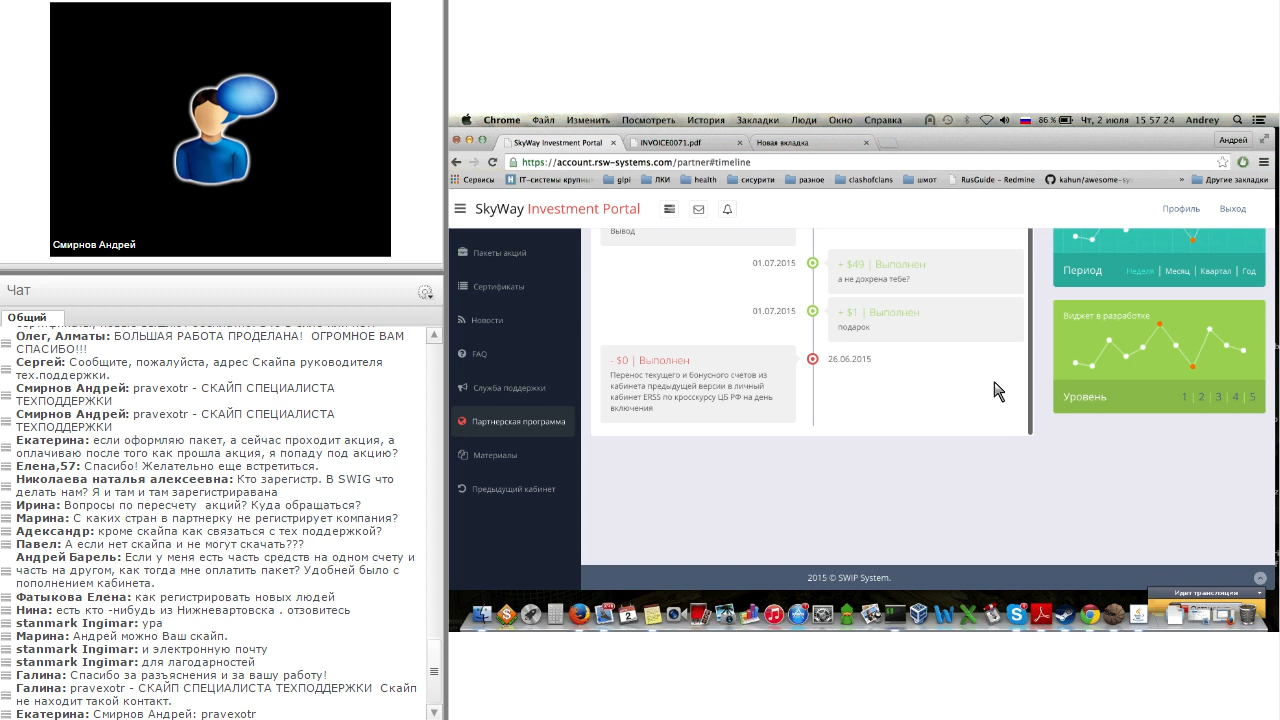 Смирнов Андрей
Чат
Общий
Олег, Алматы: БОЛЬШАЯ РАБОТА ПРОДЕЛАНА! ОГРОМНОЕ ВАМ
СПАСИБО!!!
Сергей: Сообщите, пожалуйста, адрес Скайпа руководителя
тех.поддержки.
Смирнов Андрей: pravexotr - СКАЙП СПЕЦИАЛИСТА
ТЕХПОДДЕРЖКИ
Смирнов Андрей: pravexotr - СКАЙП СПЕЦИАЛИСТА
ТЕХПОДДЕРЖКИ
Екатерина: если оформляю пакет, а сейчас проходит акция, а
оплачиваю после того как прошла акция, я попаду под акцию?
Елена,57: Спасибо! Желательно еще встретиться.
Николаева наталья алексеевна: Кто зарегистр. В SWIG что
делать нам? Я и там и там зарегистриравана
Ирина: Вопросы по пересчету акций? Куда обращаться?
Марина: С каких стран в партнерку не регистрирует компания?
Адександр: кроме скайпа как связаться с тех поддержкой?
Павел: А если нет скайпа и не могут скачать???
Андрей Барель: Если у меня есть часть средств на одном счету и
часть на другом, как тогда мне оплатить пакет? Удобней было с
пополнением кабинета.
Фатыкова Елена: как регистрировать новых людей
Нина: есть кто -нибудь из Нижневартовска . отзовитесь
stanmark Ingimar: ура
Марина: Андрей можно Ваш скайп.
stanmark Ingimar: и электронную почту
stanmark Ingimar: для лагодарностей
Галина: Спасибо за разъяснения и за вашу работу!
Галина: pravexotr - СКАЙП СПЕЦИАЛИСТА ТЕХПОДДЕРЖКИ Скайп
не находит такой контакт.
Екатерина: Смирнов Андрей: pravexotr
Chrome Файл Изменить Посмотреть История Закладки Люди Окно Справка 86 % Чт, 2 июля 15 57 24 Andrey
SkyWay Investment Portal INVOICE0071.pdf Новая вкладка Андрей
https://account.rsw-systems.com/partner#timeline
Сервисы IT-системы крупны gipi ЛКИ health сисурити разное clashofclans шмот RusGuide - Redmine kahun/awesome-sy » Другие закладки
SkyWay Investment Portal Профиль Выход
Пакеты акций
Сертификаты
Новости
FAQ
Служба поддержки
Партнерская программа
Материалы
Предыдущий кабинет
Вывод
01.07.2015
+ $49 | Выполнен
а не дохрена тебе?
01.07.2015
+ $1 | Выполнен
подарок
- $0 | Выполнен
Перенос текущего и бонусного счетов из
кабинета предыдущей версии в личный
кабинет ERSS по кросскурсу ЦБ РФ на день
включения
26.06.2015
Период Неделя | Месяц | Квартал | Год
Виджет в разработке
Уровень 1 | 2 | 3 | 4 | 5
2015 © SWIP System.
Идет трансляция